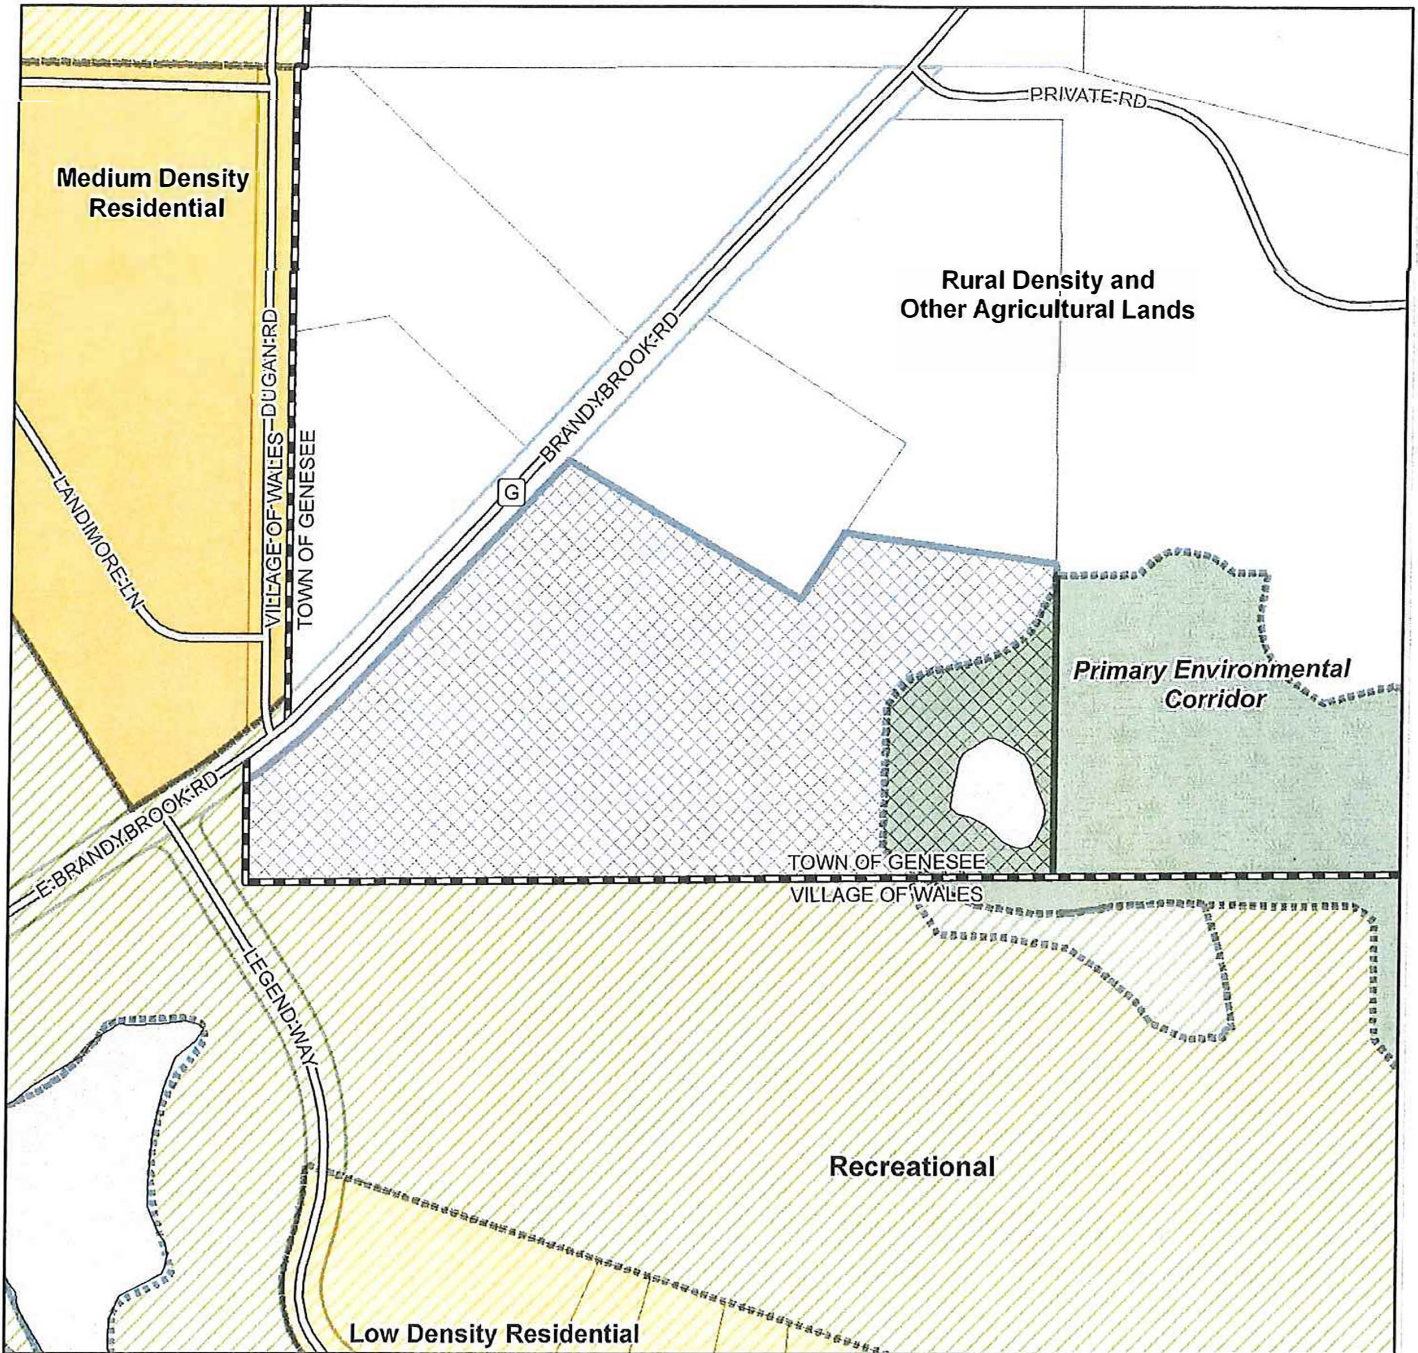 PRIVATE RD
Medium Density
Residential
Rural Density and
Other Agricultural Lands
DUGAN RD
BRANDYBROOK RD
G
VILLAGE OF WALES
TOWN OF GENESEE
LANDIMORE LN
Primary Environmental
Corridor
E BRANDYBROOK RD
TOWN OF GENESEE
VILLAGE OF WALES
LEGEND WAY
Recreational
Low Density Residential